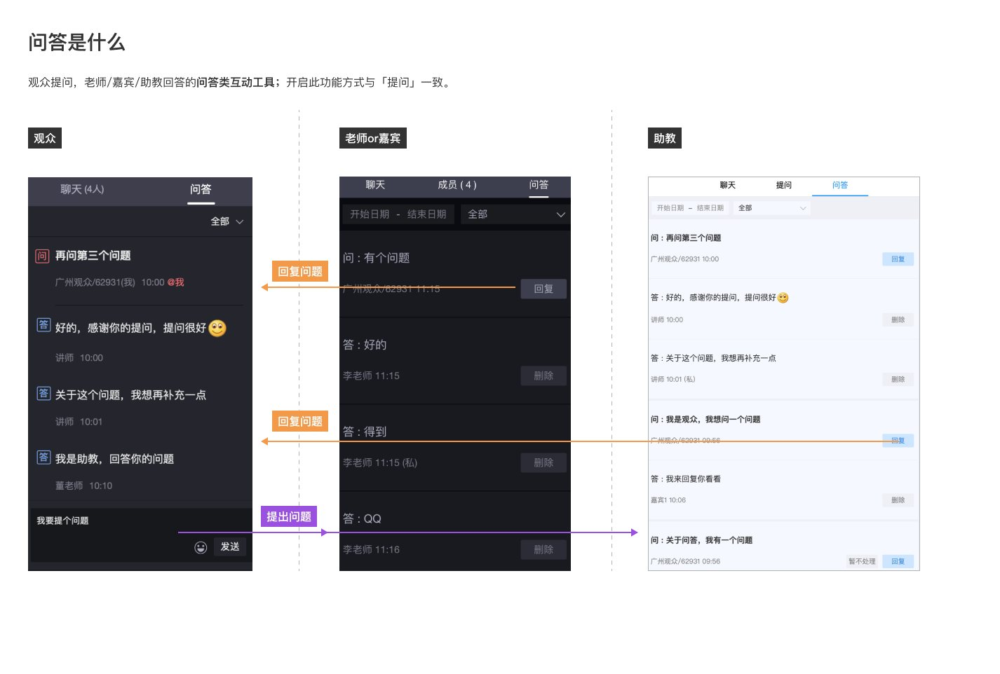 问答是什么
观众提问，老师/嘉宾/助教回答的问答类互动工具；开启此功能方式与「提问」一致。
观众
聊天 (4人) 问答
全部
问 再问第三个问题
广州观众/62931(我) 10:00 @我
答 好的，感谢你的提问，提问很好
讲师 10:00
答 关于这个问题，我想再补充一点
讲师 10:01
答 我是助教，回答你的问题
董老师 10:10
我要提个问题
发送
回复问题
回复问题
提出问题
老师or嘉宾
聊天 成员 ( 4 ) 问答
开始日期 - 结束日期 全部
问 : 有个问题
广州观众/62931 11:15 回复
答 : 好的
李老师 11:15 删除
答 : 得到
李老师 11:15 (私) 删除
答 : QQ
李老师 11:16 删除
助教
聊天 提问 问答
开始日期 - 结束日期 全部
问 : 再问第三个问题
广州观众/62931 10:00 回复
答 : 好的，感谢你的提问，提问很好
讲师 10:00 删除
答 : 关于这个问题，我想再补充一点
讲师 10:01 (私) 删除
问 : 我是观众，我想问一个问题
广州观众/62931 09:56 回复
答 : 我来回复你看看
嘉宾1 10:06 删除
问 : 关于问答，我有一个问题
广州观众/62931 09:56 暂不处理 回复